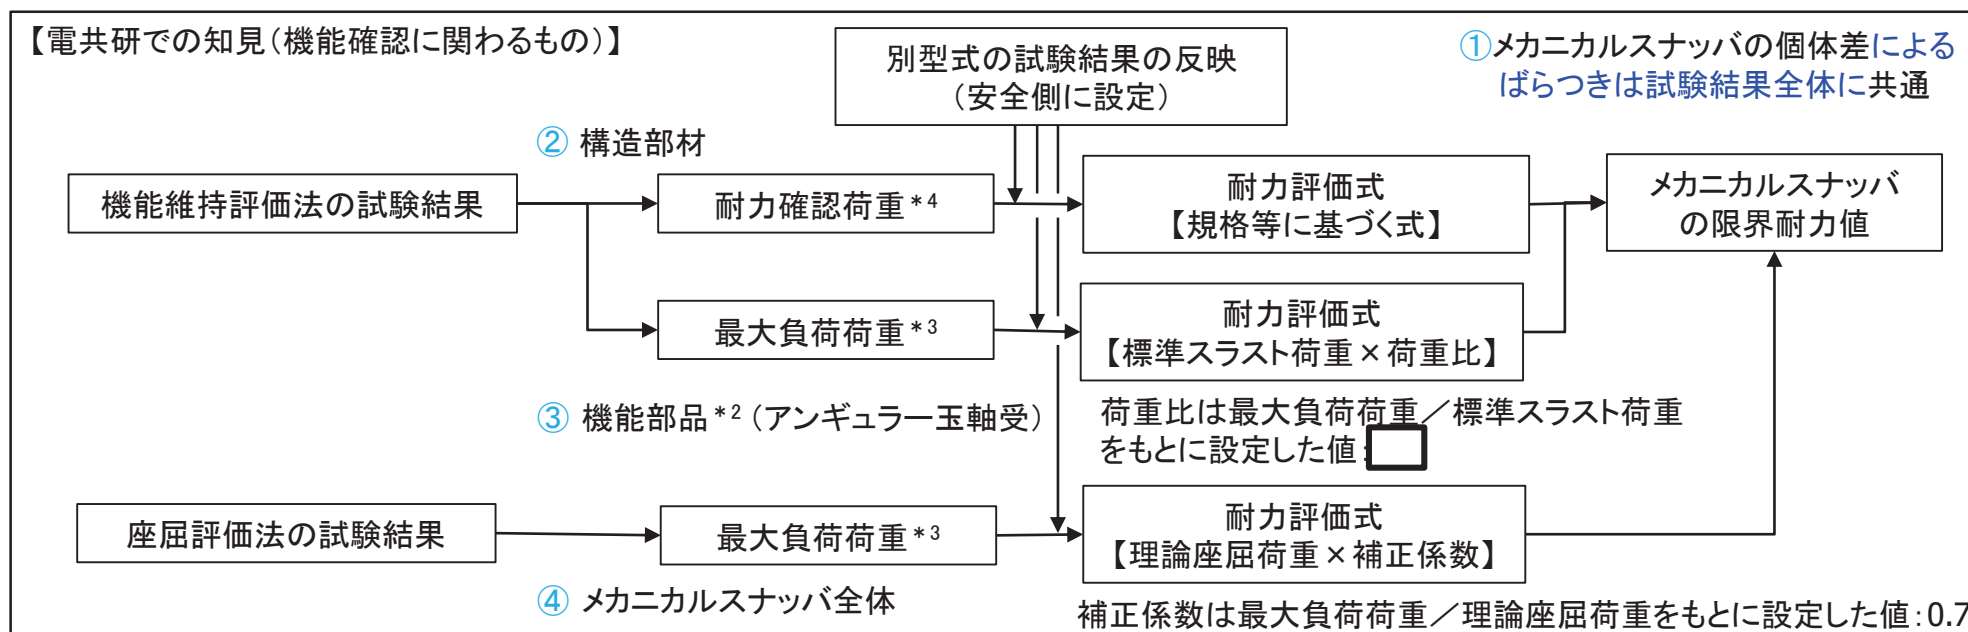 【電共研での知見(機能確認に関わるもの)】
別型式の試験結果の反映
(安全側に設定)
①メカニカルスナッバの個体差による
ばらつきは試験結果全体に共通
② 構造部材
機能維持評価法の試験結果
耐力確認荷重*4
耐力評価式
【規格等に基づく式】
メカニカルスナッバ
の限界耐力値
最大負荷荷重*3
耐力評価式
【標準スラスト荷重×荷重比】
③ 機能部品*2(アンギュラー玉軸受)
荷重比は最大負荷荷重/標準スラスト荷重
をもとに設定した値:
座屈評価法の試験結果
最大負荷荷重*3
耐力評価式
【理論座屈荷重×補正係数】
④ メカニカルスナッバ全体
補正係数は最大負荷荷重/理論座屈荷重をもとに設定した値:0.7